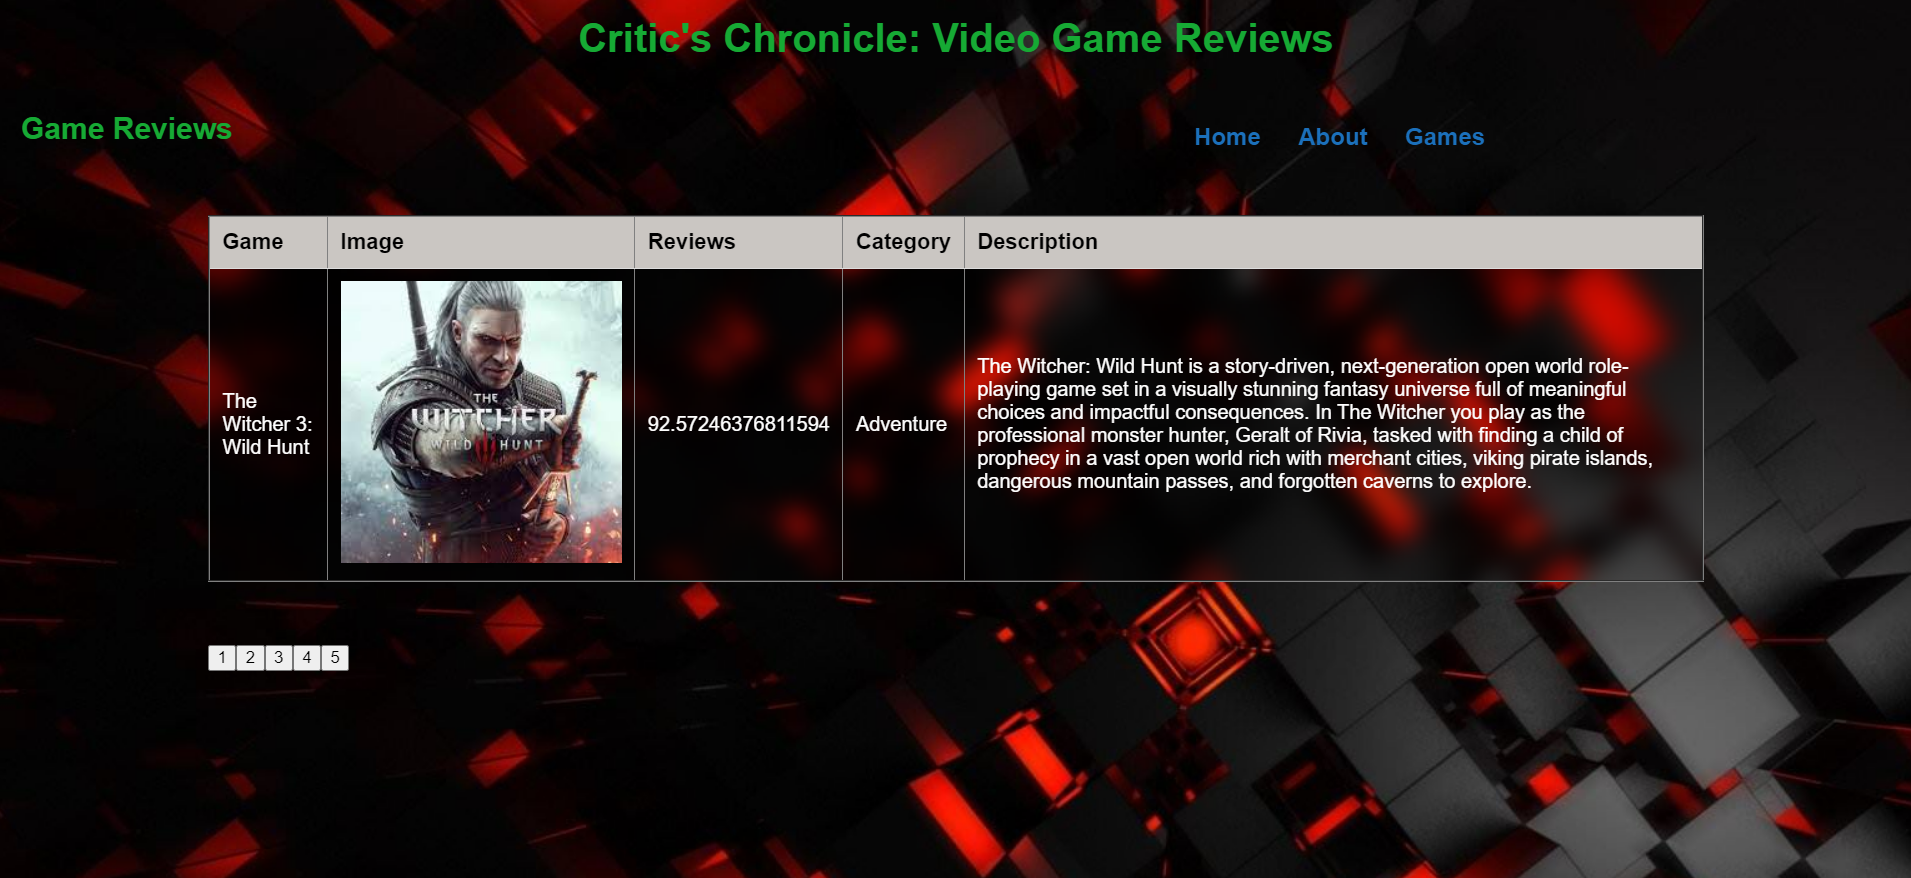 Critic's Chronicle: Video Game Reviews
Game Reviews
Home About Games
Game Image Reviews Category Description
The
Witcher 3:
Wild Hunt
THE
WITCHER
WILD HUNT
92.57246376811594
Adventure
The Witcher: Wild Hunt is a story-driven, next-generation open world role-
playing game set in a visually stunning fantasy universe full of meaningful
choices and impactful consequences. In The Witcher you play as the
professional monster hunter, Geralt of Rivia, tasked with finding a child of
prophecy in a vast open world rich with merchant cities, viking pirate islands,
dangerous mountain passes, and forgotten caverns to explore.
1 2 3 4 5